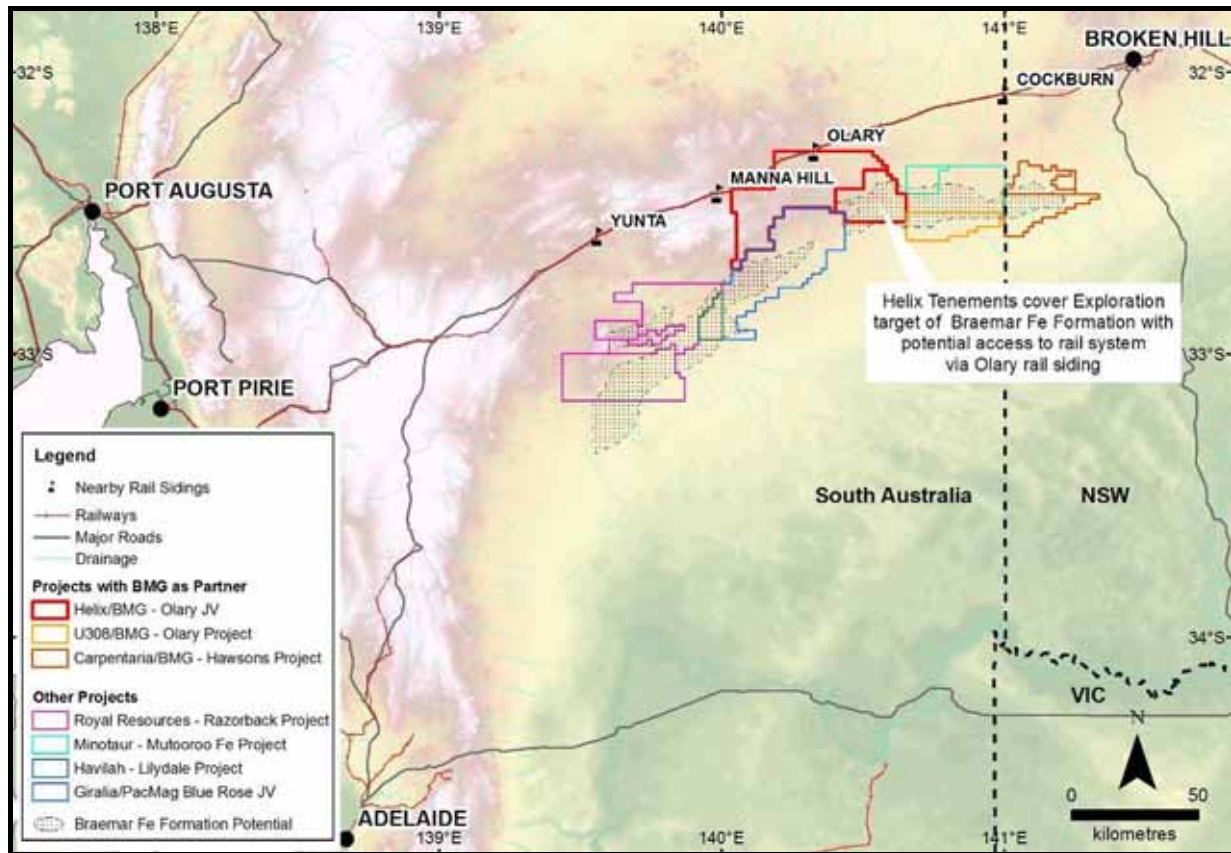 138°E
139°E
140°E
141°E
BROKEN HILL
32°S
32°S
COCKBURN
OLARY
MANNA HILL
PORT AUGUSTA
YUNTA
Helix Tenements cover Exploration
target of Braemar Fe Formation with
potential access to rail system
via Olary rail siding
33°S
33°S
PORT PIRIE
South Australia
NSW
34°S
VIC
N
0
50
kilometres
ADELAIDE
139°E
140°E
141°E
Legend
Nearby Rail Sidings
Railways
Major Roads
Drainage
Projects with BMG as Partner
Helix/BMG - Olary JV
U308/BMG - Olary Project
Carpentaria/BMG - Hawsons Project
Other Projects
Royal Resources - Razorback Project
Minotaur - Mutooroo Fe Project
Havilah - Lilydale Project
Giralia/PacMag Blue Rose JV
Braemar Fe Formation Potential